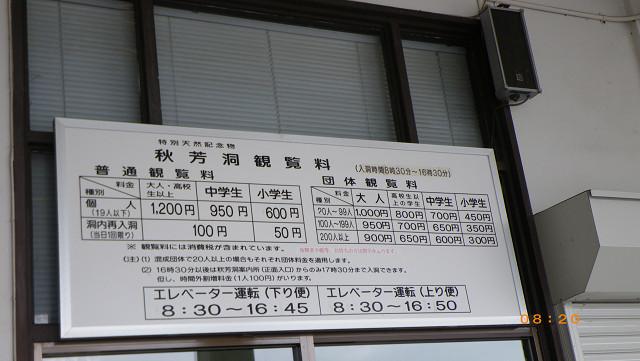 特別天然記念物
秋芳洞観覧料 (入洞時間8時30分〜16時30分)
普通観覧料
種別 料金 大人・高校生以上 中学生 小学生
個人(19人以下) 1,200円 950円 600円
洞内再入洞(当日1回限り) 100円 50円
団体観覧料
種別 料金 大人 高校生以上の学生 中学生 小学生
20人〜99人 1,000円 800円 700円 450円
100人〜199人 950円 700円 650円 350円
200人以上 900円 650円 600円 300円
※ 観覧料には消費税が含まれています。
(注) (1) 混成団体で20人以上の場合もそれぞれ団体料金を適用します。
(2) 16時30分以後は秋芳洞案内所(正面入口)からのみ17時30分まで入洞できます。
但し、時間外割増料金(1人100円)がいります。
エレベーター運転(下り便) エレベーター運転(上り便)
8:30〜16:45 8:30〜16:50
08:20